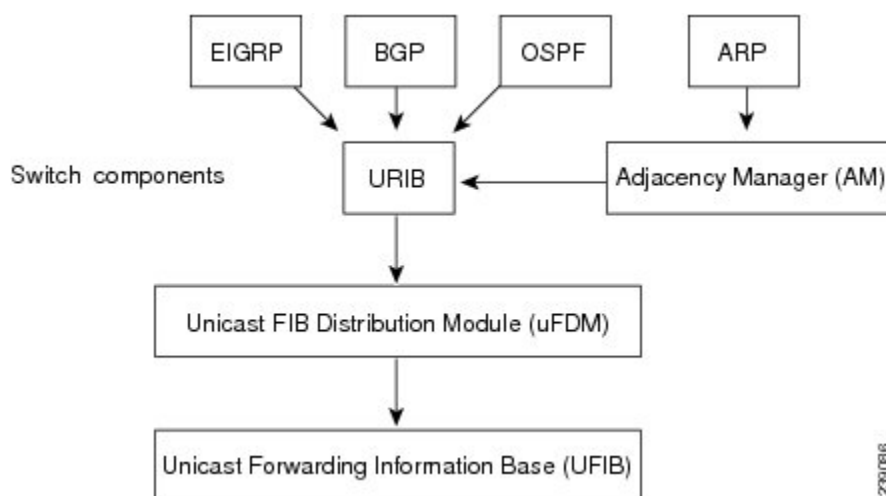 EIGRP
BGP
OSPF
ARP
Switch components
URIB
Adjacency Manager (AM)
Unicast FIB Distribution Module (uFDM)
Unicast Forwarding Information Base (UFIB)